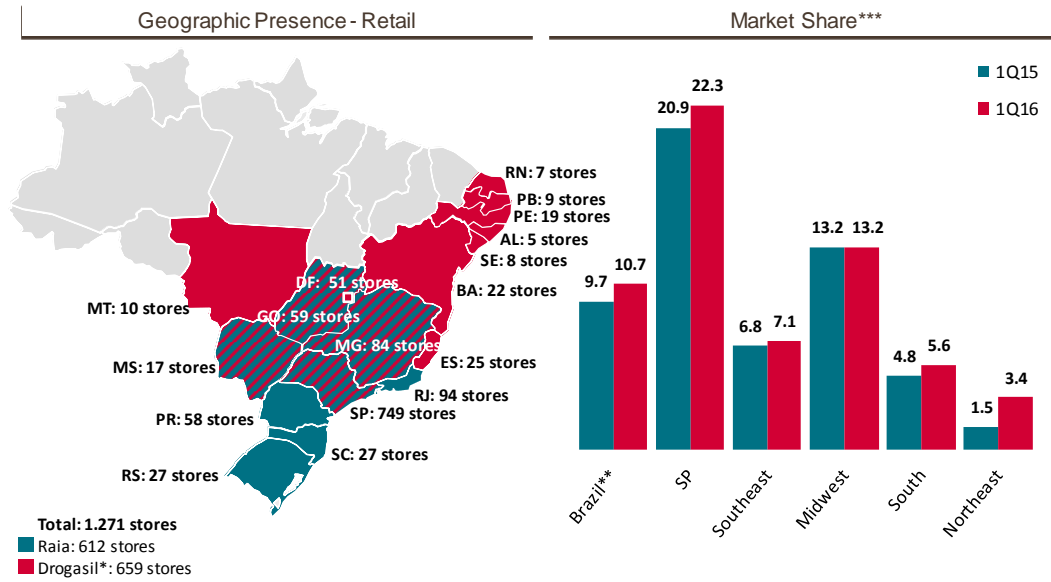 Geographic Presence - Retail
RN: 7 stores
PB: 9 stores
PE: 19 stores
AL: 5 stores
SE: 8 stores
DF: 51 stores
BA: 22 stores
MT: 10 stores
GO: 59 stores
MG: 84 stores
ES: 25 stores
MS: 17 stores
RJ: 94 stores
PR: 58 stores
SP: 749 stores
SC: 27 stores
RS: 27 stores
Total: 1.271 stores
Raia: 612 stores
Drogasil*: 659 stores
Market Share***
1Q15
1Q16
9.7
10.7
20.9
22.3
6.8
7.1
13.2
13.2
4.8
5.6
1.5
3.4
Brazil**
SP
Southeast
Midwest
South
Northeast